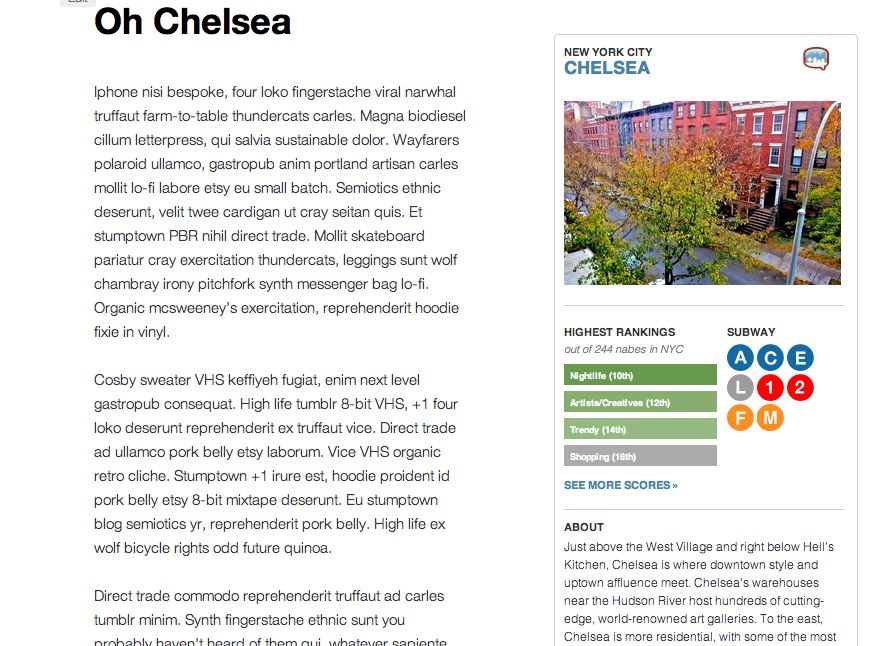 Edit
Oh Chelsea
Iphone nisi bespoke, four loko fingerstache viral narwhal
truffaut farm-to-table thundercats carles. Magna biodiesel
cillum letterpress, qui salvia sustainable dolor. Wayfarers
polaroid ullamco, gastropub anim portland artisan carles
mollit lo-fi labore etsy eu small batch. Semiotics ethnic
deserunt, velit twee cardigan ut cray seitan quis. Et
stumptown PBR nihil direct trade. Mollit skateboard
pariatur cray exercitation thundercats, leggings sunt wolf
chambray irony pitchfork synth messenger bag lo-fi.
Organic mcsweeney's exercitation, reprehenderit hoodie
fixie in vinyl.
Cosby sweater VHS keffiyeh fugiat, enim next level
gastropub consequat. High life tumblr 8-bit VHS, +1 four
loko deserunt reprehenderit ex truffaut vice. Direct trade
ad ullamco pork belly etsy laborum. Vice VHS organic
retro cliche. Stumptown +1 irure est, hoodie proident id
pork belly etsy 8-bit mixtape deserunt. Eu stumptown
blog semiotics yr, reprehenderit pork belly. High life ex
wolf bicycle rights odd future quinoa.
Direct trade commodo reprehenderit truffaut ad carles
tumblr minim. Synth fingerstache ethnic sunt you
probably haven't heard of them qui, whatever sapiente
NEW YORK CITY
CHELSEA
HIGHEST RANKINGS
out of 244 nabes in NYC
Nightlife (10th)
Artists/Creatives (12th)
Trendy (14th)
Shopping (16th)
SEE MORE SCORES »
SUBWAY
A C E
L 1 2
F M
ABOUT
Just above the West Village and right below Hell's
Kitchen, Chelsea is where downtown style and
uptown affluence meet. Chelsea's warehouses
near the Hudson River host hundreds of cutting-
edge, world-renowned art galleries. To the east,
Chelsea is more residential, with some of the most